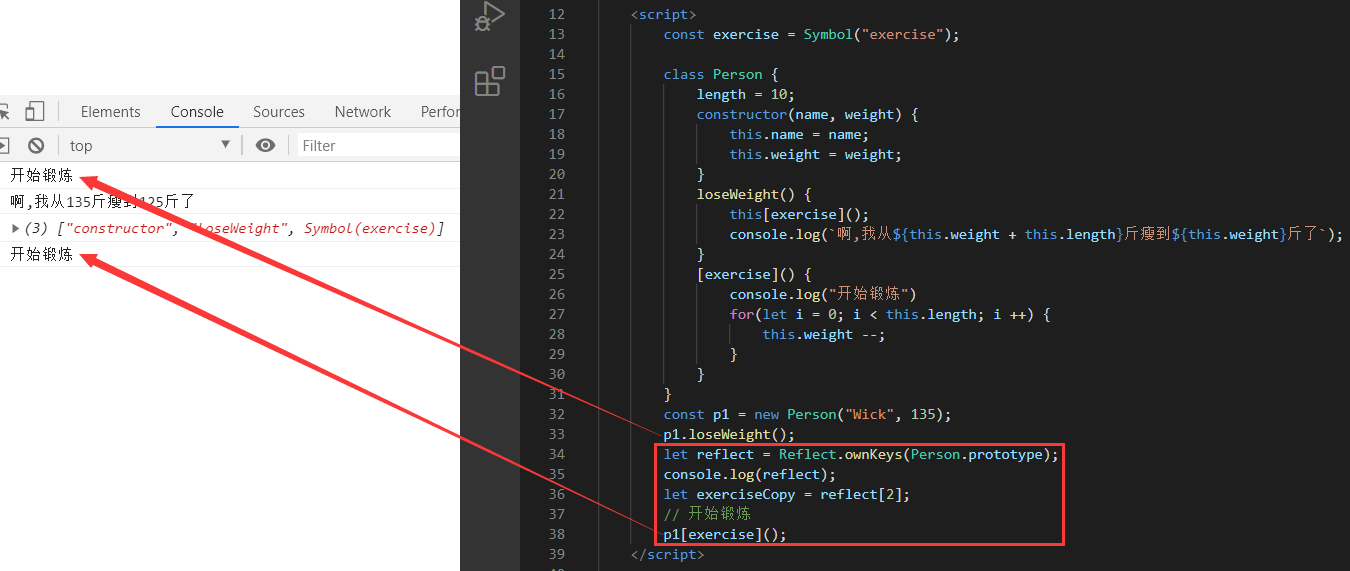 Elements Console Sources Network Perfor
top Filter
开始锻炼
啊,我从135斤瘦到125斤了
(3) ["constructor", "loseWeight", Symbol(exercise)]
开始锻炼
12 <script>
13 const exercise = Symbol("exercise");
14
15 class Person {
16 length = 10;
17 constructor(name, weight) {
18 this.name = name;
19 this.weight = weight;
20 }
21 loseWeight() {
22 this[exercise]();
23 console.log(`啊,我从${this.weight + this.length}斤瘦到${this.weight}斤了`);
24 }
25 [exercise]() {
26 console.log("开始锻炼")
27 for(let i = 0; i < this.length; i ++) {
28 this.weight --;
29 }
30 }
31 }
32 const p1 = new Person("Wick", 135);
33 p1.loseWeight();
34 let reflect = Reflect.ownKeys(Person.prototype);
35 console.log(reflect);
36 let exerciseCopy = reflect[2];
37 // 开始锻炼
38 p1[exercise]();
39 </script>